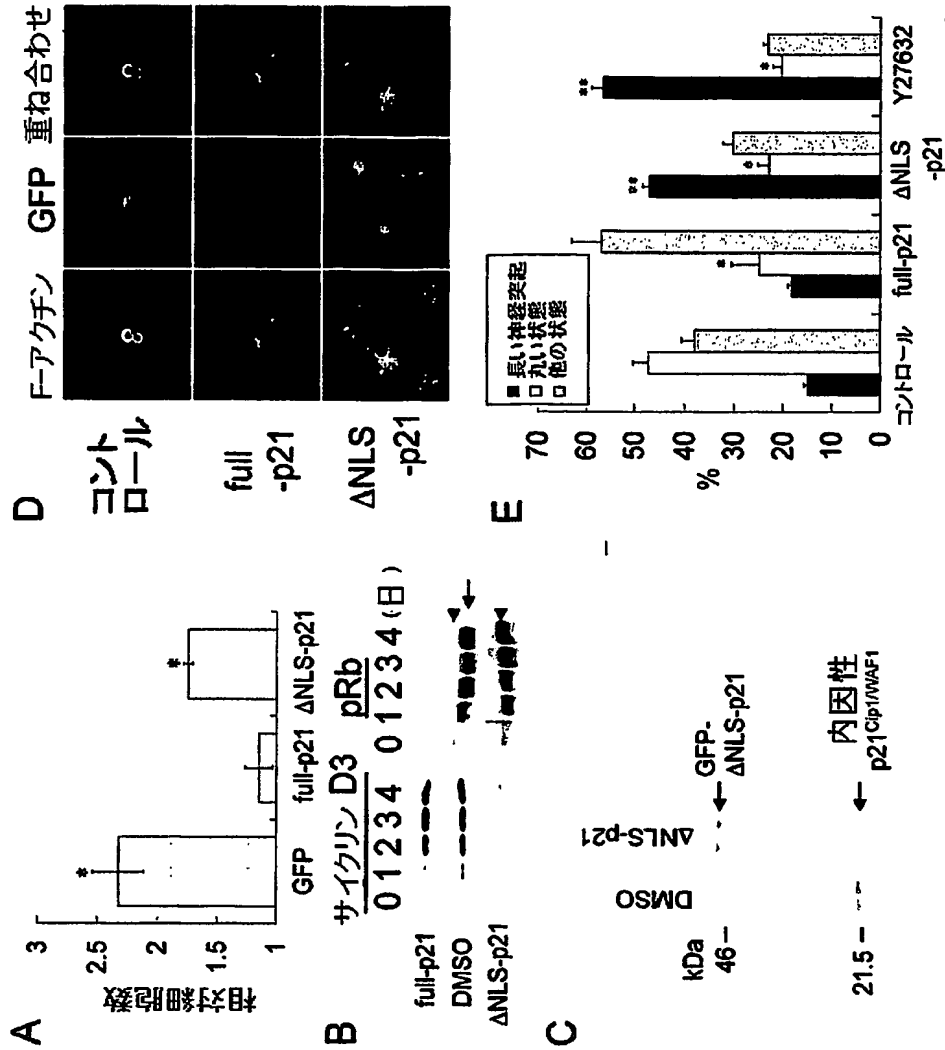 A
相対細胞数
3
2.5
2
1.5
1
*
*
GFP
full-p21
ΔNLS-p21
B
サイクリン D3
pRb
0 1 2 3 4
0 1 2 3 4 (日)
full-p21
DMSO
ΔNLS-p21
C
DMSO
ΔNLS-p21
kDa
46
GFP-
ΔNLS-p21
21.5
内因性
p21Cip1/WAF1
D
F-アクチン
GFP
重ね合わせ
コント
ロール
full
-p21
ΔNLS
-p21
E
長い神経突起
丸い状態
他の状態
70
60
50
40
30
20
10
0
%
*
**
*
**
*
コントロール
full-p21
ΔNLS
-p21
Y27632